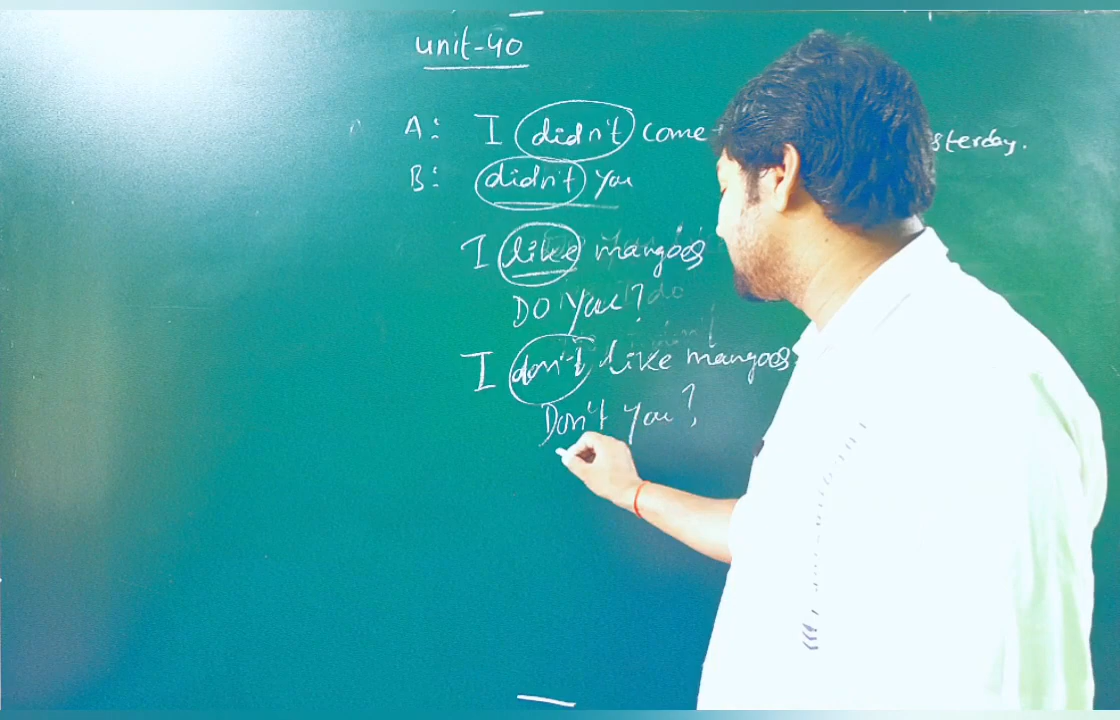 unit-40
A: I didn't come sterday.
B: didn't you
I like mangoes
Do you?
I don't like mangoes
Don't you?